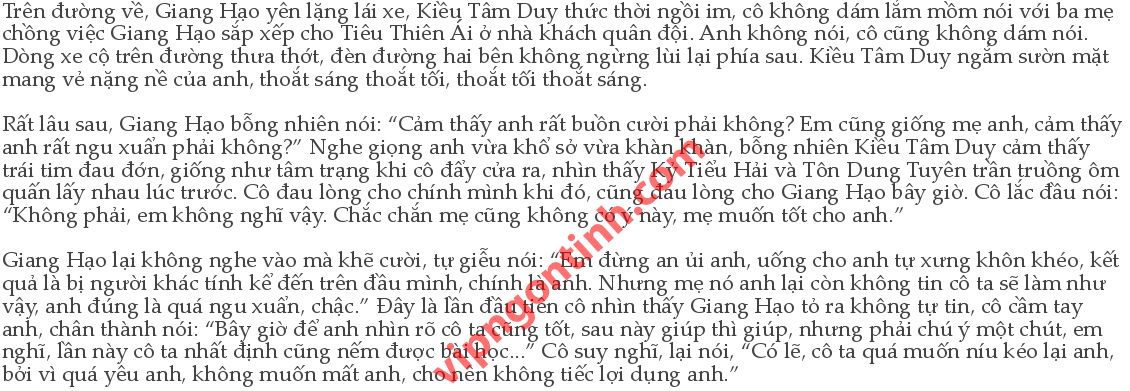 Trên đường về, Giang Hạo yên lặng lái xe, Kiều Tâm Duy thức thời ngồi im, cô không dám lắm mồm nói với ba mẹ
chồng việc Giang Hạo sắp xếp cho Tiêu Thiên Ái ở nhà khách quân đội. Anh không nói, cô cũng không dám nói.
Dòng xe cộ trên đường thưa thớt, đèn đường hai bên không ngừng lùi lại phía sau. Kiều Tâm Duy ngắm sườn mặt
mang vẻ nặng nề của anh, thoắt sáng thoắt tối, thoắt tối thoắt sáng.
Rất lâu sau, Giang Hạo bỗng nhiên nói: “Cảm thấy anh rất buồn cười phải không? Em cũng giống mẹ anh, cảm thấy
anh rất ngu xuẩn phải không?” Nghe giọng anh vừa khổ sở vừa khàn khàn, bỗng nhiên Kiều Tâm Duy cảm thấy
trái tim đau đớn, giống như tâm trạng khi cô đẩy cửa ra, nhìn thấy Kỷ Tiểu Hải và Tôn Dung Tuyên trần truồng ôm
quấn lấy nhau lúc trước. Cô đau lòng cho chính mình khi đó, cũng đau lòng cho Giang Hạo bây giờ. Cô lắc đầu nói:
“Không phải, em không nghĩ vậy. Chắc chắn mẹ cũng không có ý này, mẹ muốn tốt cho anh.”
Giang Hạo lại không nghe vào mà khẽ cười, tự giễu nói: “Em đừng an ủi anh, uống cho anh tự xưng khôn khéo, kết
quả là bị người khác tính kể đến trên đầu mình, chính là anh. Nhưng mẹ nó anh lại còn không tin cô ta sẽ làm như
vậy, anh đúng là quá ngu xuẩn, chậc.” Đây là lần đầu tiên cô nhìn thấy Giang Hạo tỏ ra không tự tin, cô cầm tay
anh, chân thành nói: “Bây giờ để anh nhìn rõ cô ta cũng tốt, sau này giúp thì giúp, nhưng phải chú ý một chút, em
nghĩ, lần này cô ta nhất định cũng nếm được bài học...” Cô suy nghĩ, lại nói, “Có lẽ, cô ta quá muốn níu kéo lại anh,
bởi vì quá yêu anh, không muốn mất anh, cho nên không tiếc lợi dụng anh.”
vipngontinh.com